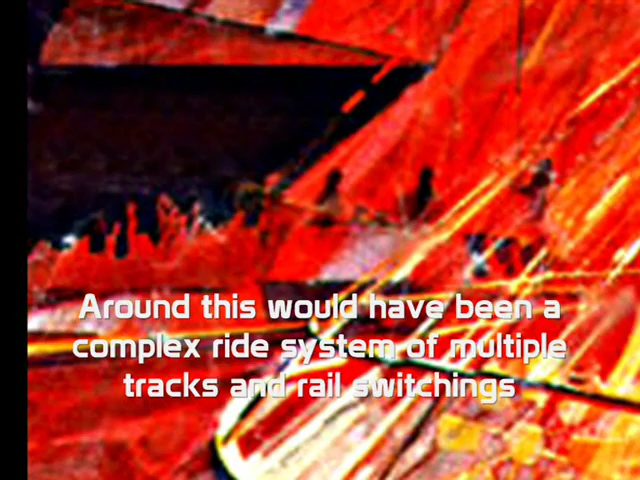 Around this would have been a
complex ride system of multiple
tracks and rail switchings